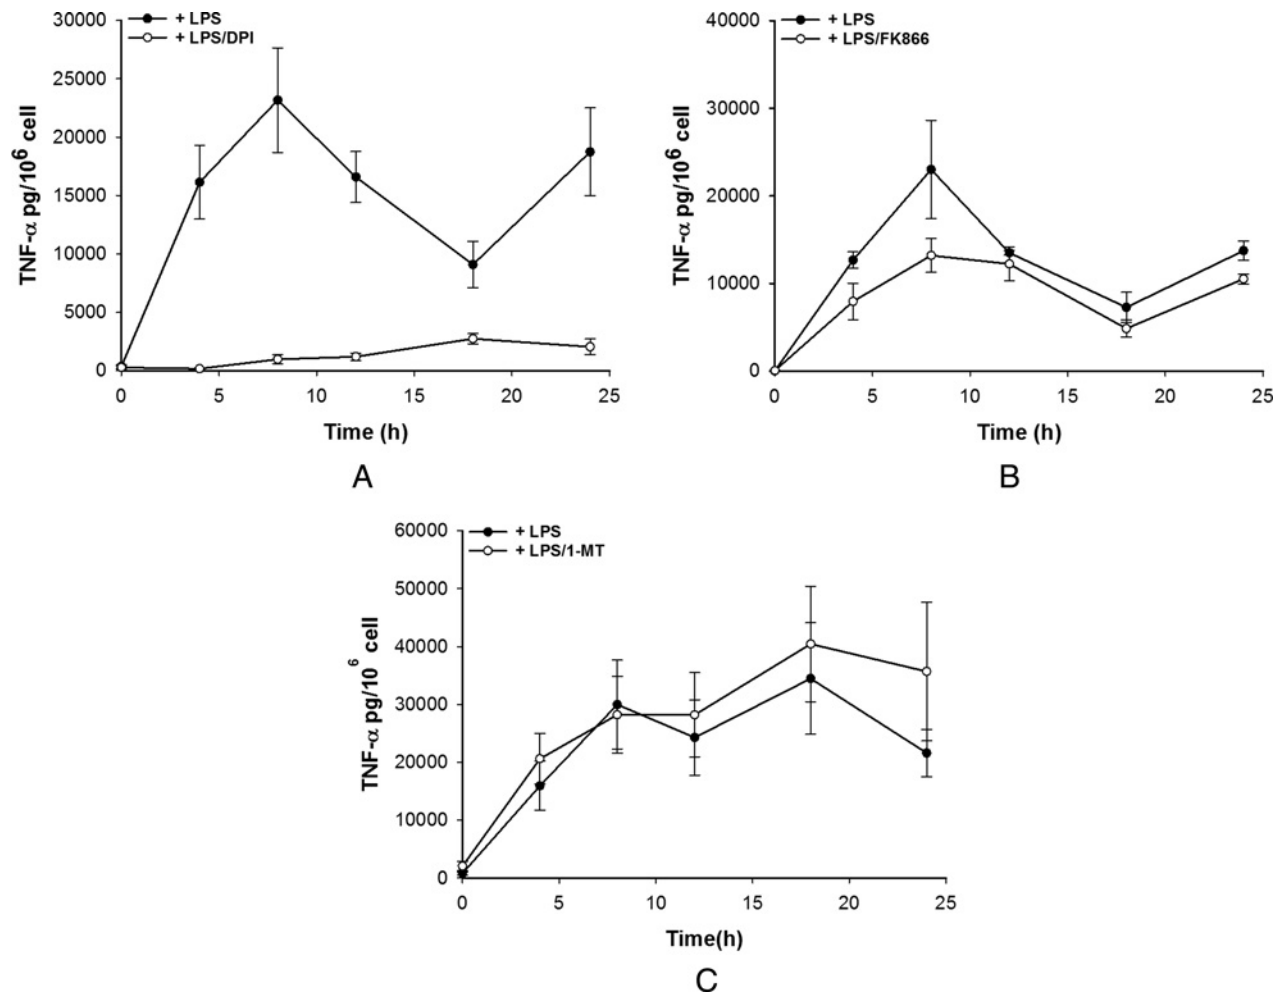 + LPS
+ LPS/DPI
30000
25000
20000
15000
10000
5000
0
TNF-α pg/10⁶ cell
0 5 10 15 20 25
Time (h)
A
+ LPS
+ LPS/FK866
40000
30000
20000
10000
0
TNF-α pg/10⁶ cell
0 5 10 15 20 25
Time (h)
B
+ LPS
+ LPS/1-MT
60000
50000
40000
30000
20000
10000
0
TNF-α pg/10⁶ cell
0 5 10 15 20 25
Time(h)
C